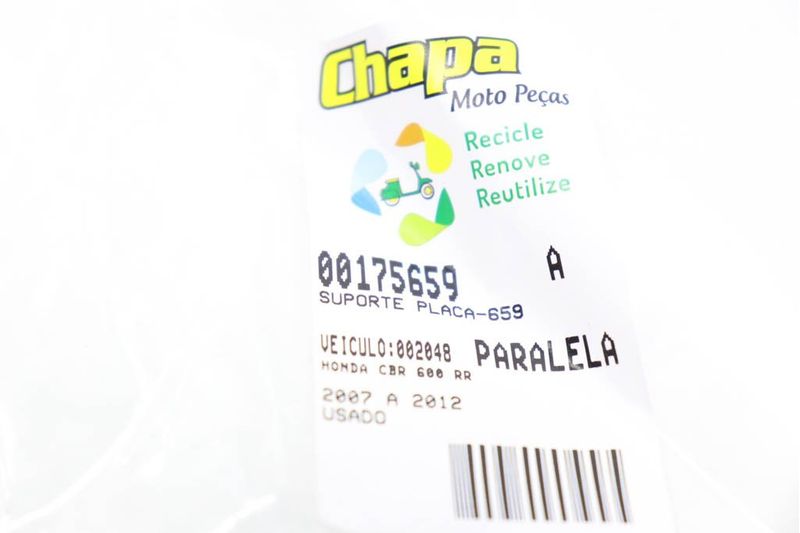 Chapa
Moto Peças
Recicle
Renove
Reutilize
00175659 A
SUPORTE PLACA-659
VEICULO:002048 PARALELA
HONDA CBR 600 RR
2007 A 2012
USADO